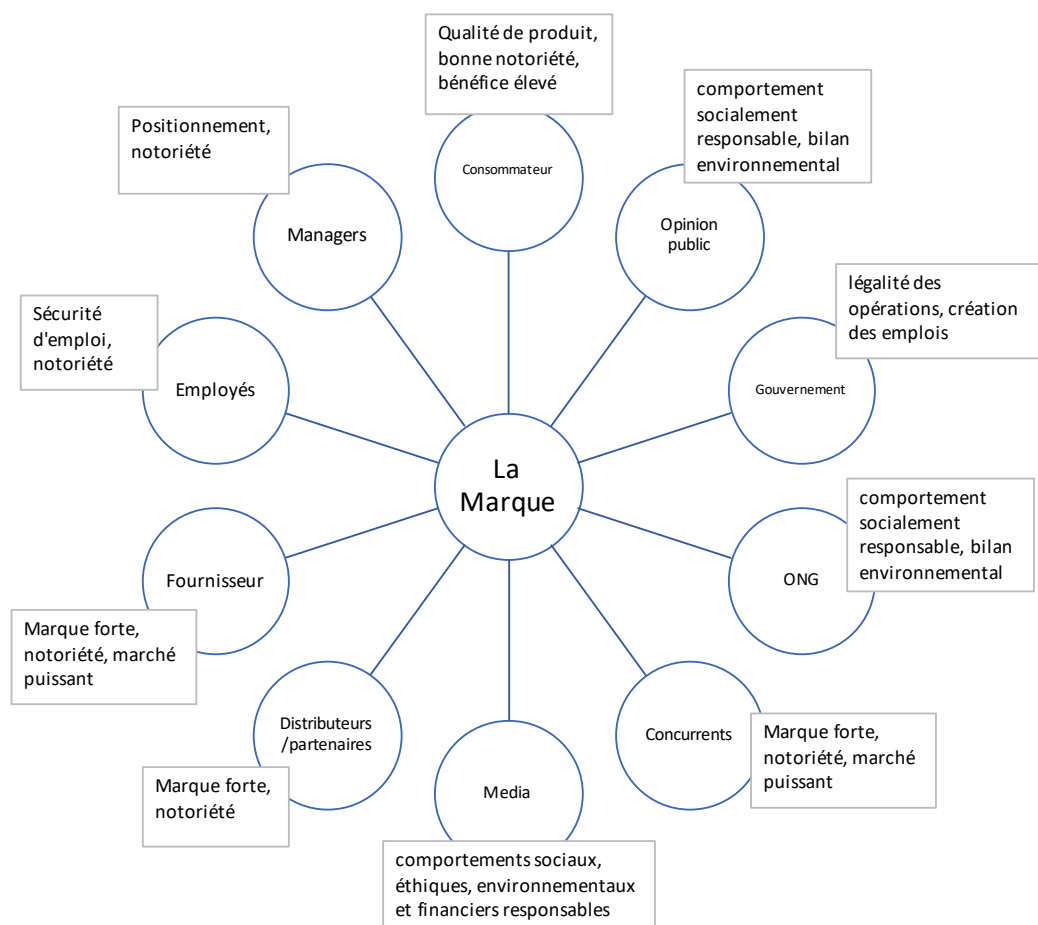 Qualité de produit,
bonne notoriété,
bénéfice élevé
Consommateur
comportement
socialement
responsable, bilan
environnemental
Opinion
public
légalité des
opérations, création
des emplois
Gouvernement
comportement
socialement
responsable, bilan
environnemental
ONG
Marque forte,
notoriété, marché
puissant
Concurrents
Media
comportements sociaux,
éthiques, environnementaux
et financiers responsables
Distributeurs
/partenaires
Marque forte,
notoriété
Fournisseur
Marque forte,
notoriété, marché
puissant
Sécurité
d'emploi,
notoriété
Employés
Positionnement,
notoriété
Managers
La
Marque